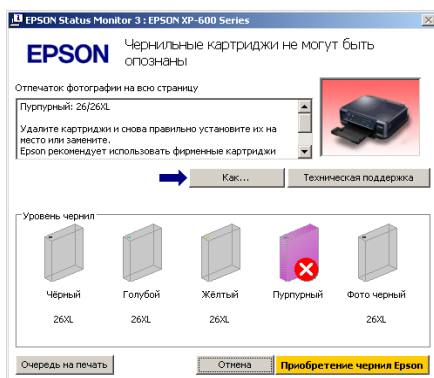 EPSON Status Monitor 3 : EPSON XP-600 Series
EPSON
Чернильные картриджи не могут быть
опознаны
Отпечаток фотографии на всю страницу
Пурпурный: 26/26XL
Удалите картриджи и снова правильно установите их на
место или замените.
Epson рекомендует использовать фирменные картриджи
Как...
Техническая поддержка
Уровень чернил
Чёрный
Голубой
Жёлтый
Пурпурный
Фото черный
26XL
26XL
26XL
26XL
Очередь на печать
Отмена
Приобретение чернил Epson